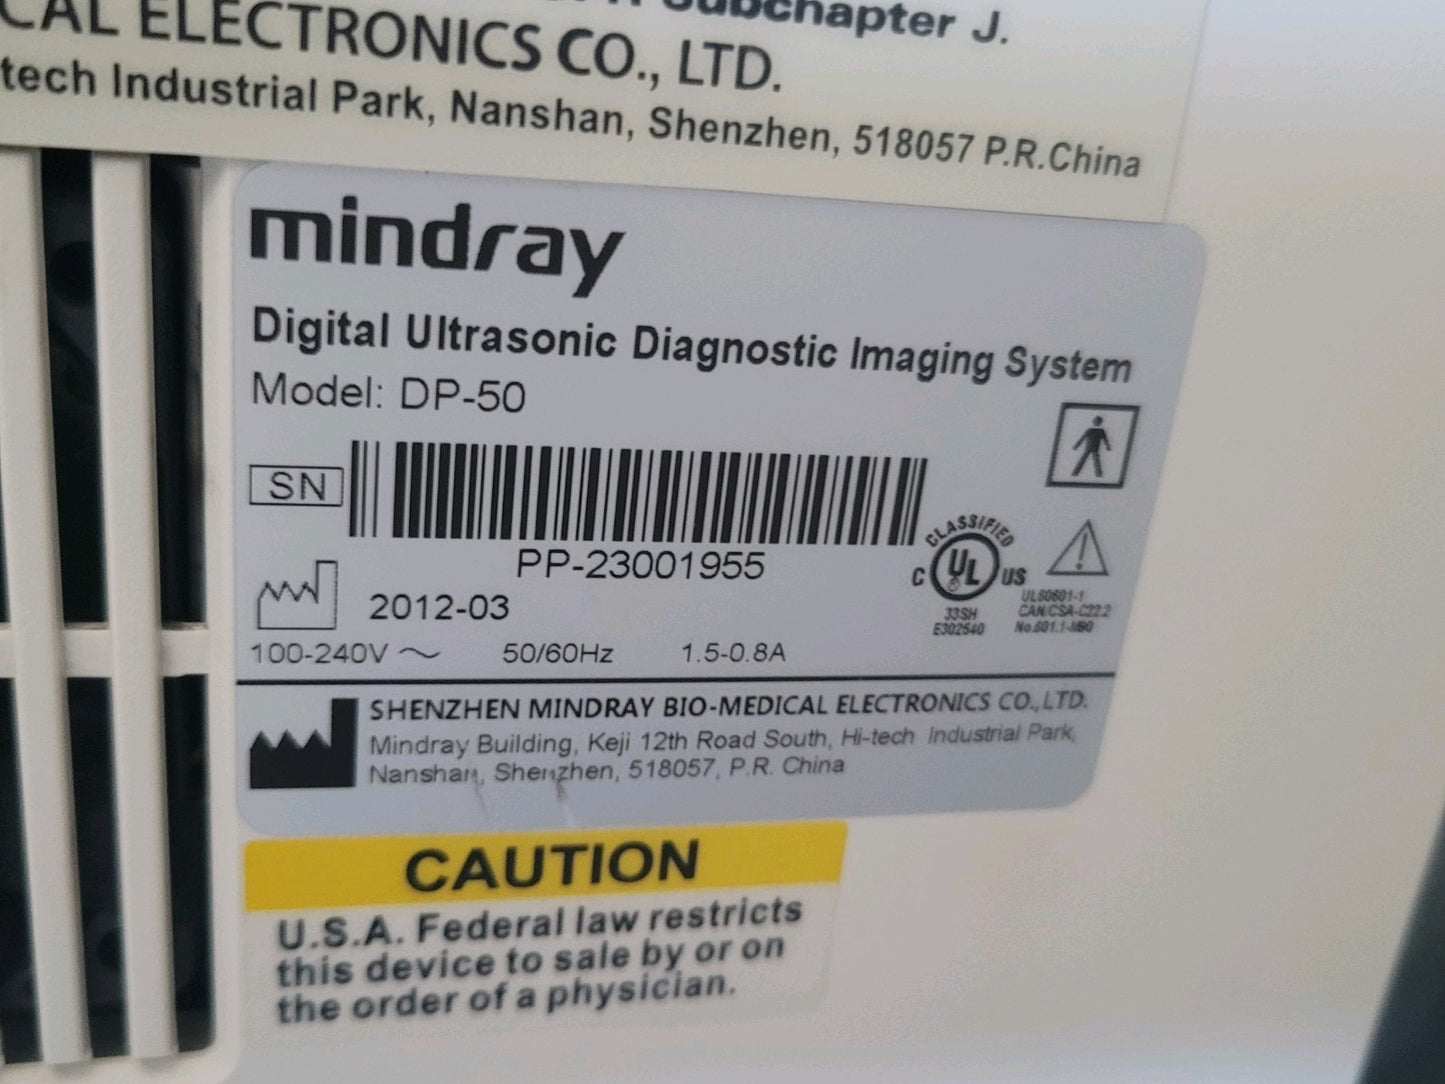 Subchapter J.
CAL ELECTRONICS CO., LTD.
tech Industrial Park, Nanshan, Shenzhen, 518057 P.R.China
mindray
Digital Ultrasonic Diagnostic Imaging System
Model: DP-50
SN
PP-23001955
2012-03
100-240V ~ 50/60Hz 1.5-0.8A
CLASSIFIED
C UL US
33SH
E302540
UL60601-1
CAN/CSA-C22.2
No.601.1-M90
SHENZHEN MINDRAY BIO-MEDICAL ELECTRONICS CO.,LTD.
Mindray Building, Keji 12th Road South, Hi-tech Industrial Park,
Nanshan, Shenzhen, 518057, P.R. China
CAUTION
U.S.A. Federal law restricts
this device to sale by or on
the order of a physician.